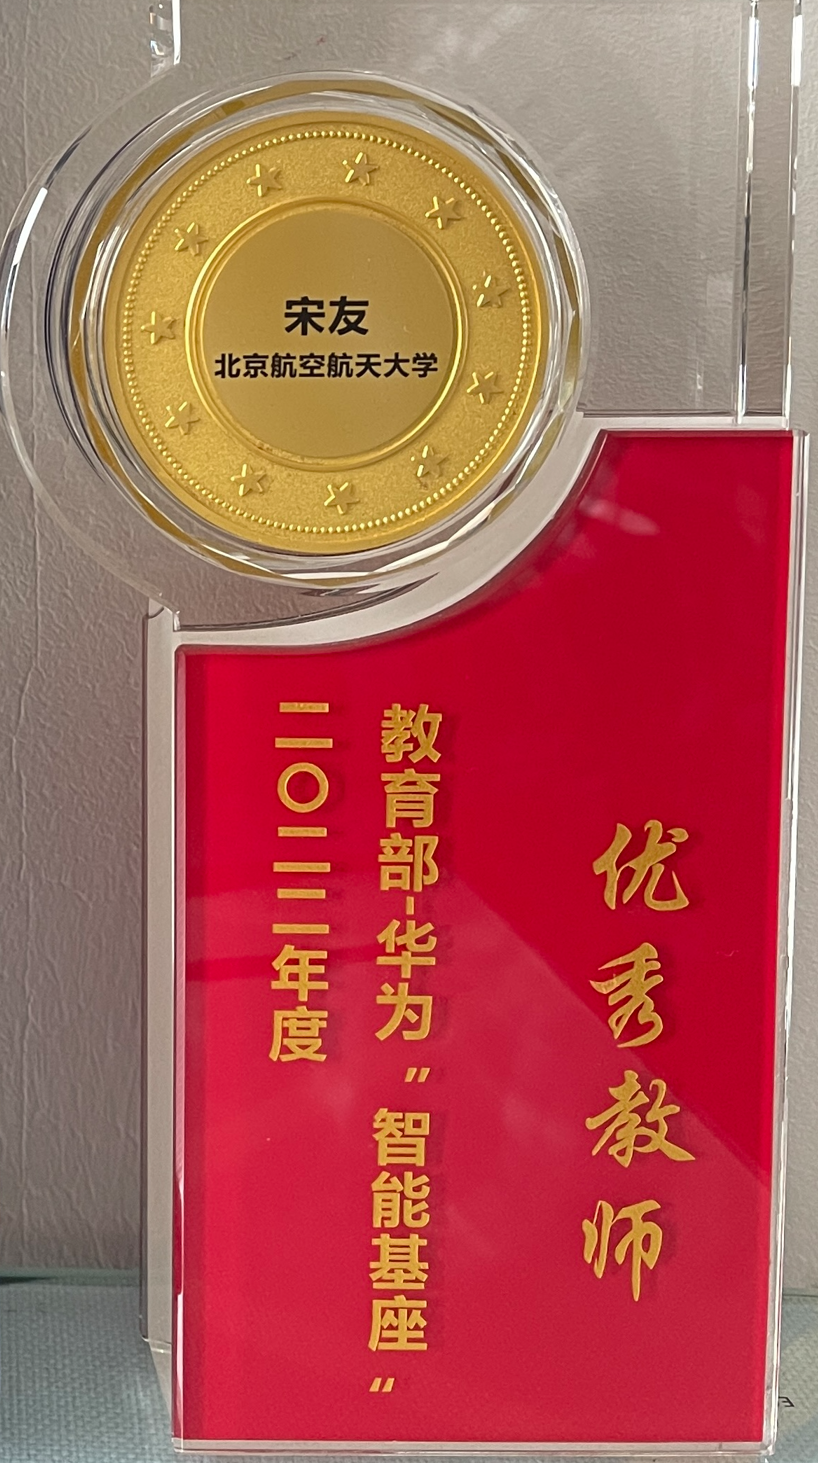 宋友
北京航空航天大学
优秀教师
教育部-华为”智能基座“
二〇二二年度